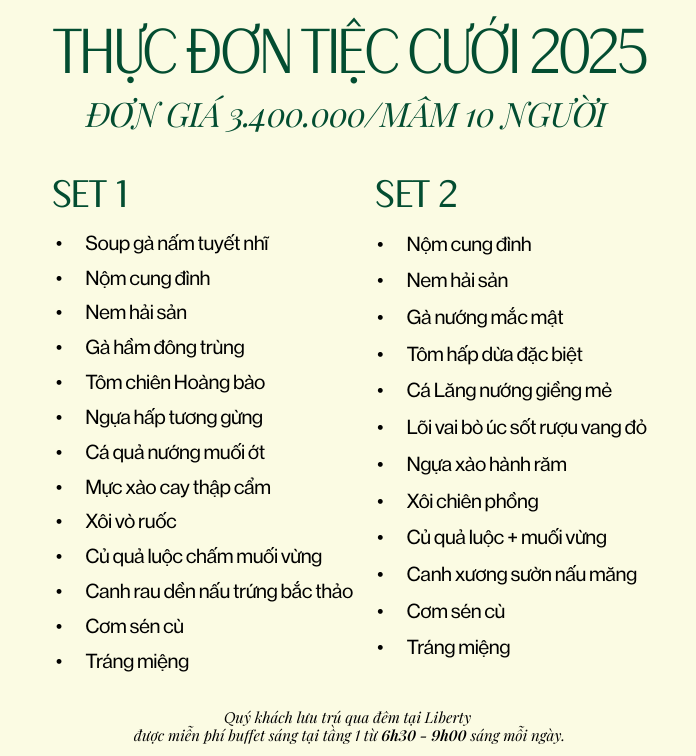 THỰC ĐƠN TIỆC CƯỚI 2025
ĐƠN GIÁ 3.400.000/MÂM 10 NGƯỜI
SET 1
• Soup gà nấm tuyết nhĩ
• Nộm cung đình
• Nem hải sản
• Gà hầm đông trùng
• Tôm chiên Hoàng bào
• Ngựa hấp tương gừng
• Cá quả nướng muối ớt
• Mực xào cay thập cẩm
• Xôi vò ruốc
• Củ quả luộc chấm muối vừng
• Canh rau dền nấu trứng bắc thảo
• Cơm sén cù
• Tráng miệng
SET 2
• Nộm cung đình
• Nem hải sản
• Gà nướng mắc mật
• Tôm hấp dừa đặc biệt
• Cá Lăng nướng giềng mẻ
• Lõi vai bò úc sốt rượu vang đỏ
• Ngựa xào hành răm
• Xôi chiên phồng
• Củ quả luộc + muối vừng
• Canh xương sườn nấu măng
• Cơm sén cù
• Tráng miệng
Quý khách lưu trú qua đêm tại Liberty
được miễn phí buffet sáng tại tầng 1 từ 6h30 - 9h00 sáng mỗi ngày.